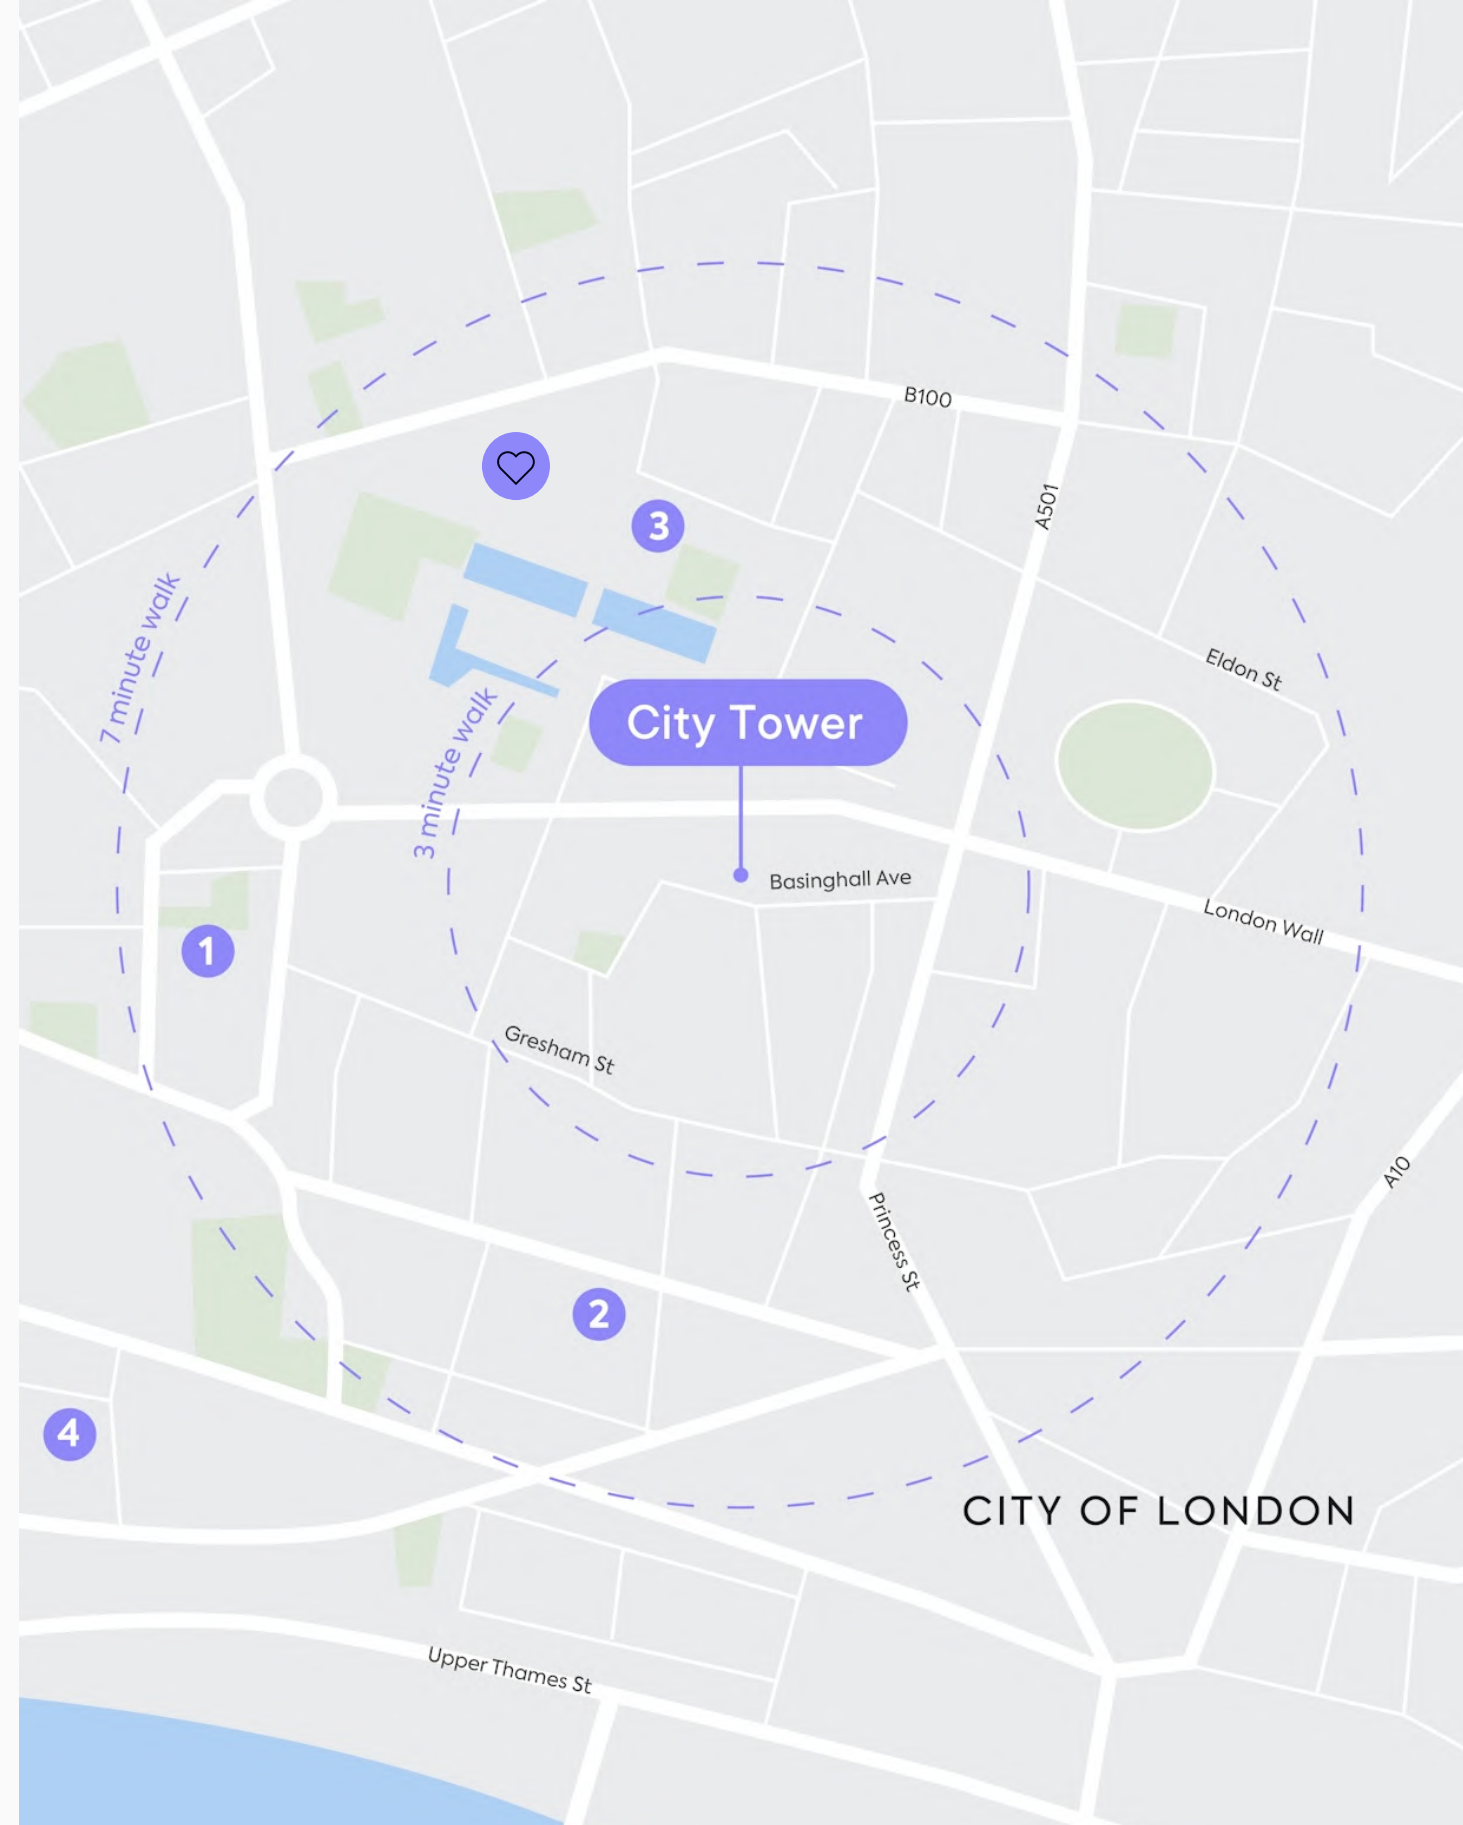 B100
A501
3
7 minute walk
Eldon St
3 minute walk
City Tower
Basinghall Ave
London Wall
1
Gresham St
A10
Princess St
2
4
CITY OF LONDON
Upper Thames St